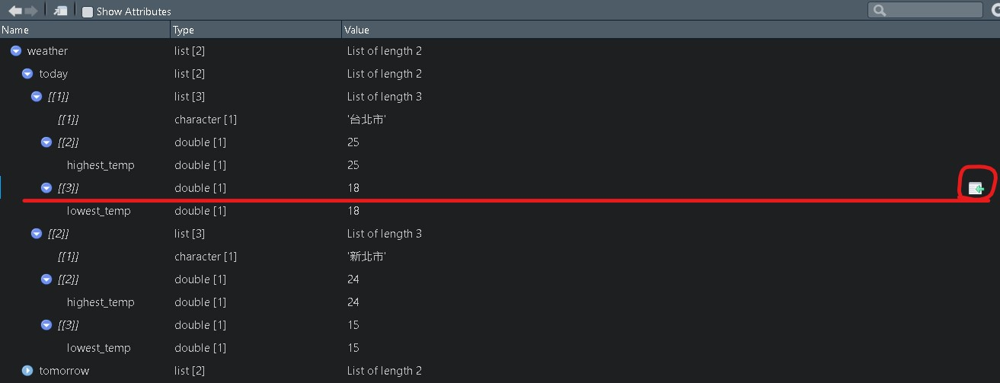 Show Attributes
Name Type Value
weather list [2] List of length 2
today list [2] List of length 2
[[1]] list [3] List of length 3
[[1]] character [1] '台北市'
[[2]] double [1] 25
highest_temp double [1] 25
[[3]] double [1] 18
lowest_temp double [1] 18
[[2]] list [3] List of length 3
[[1]] character [1] '新北市'
[[2]] double [1] 24
highest_temp double [1] 24
[[3]] double [1] 15
lowest_temp double [1] 15
tomorrow list [2] List of length 2